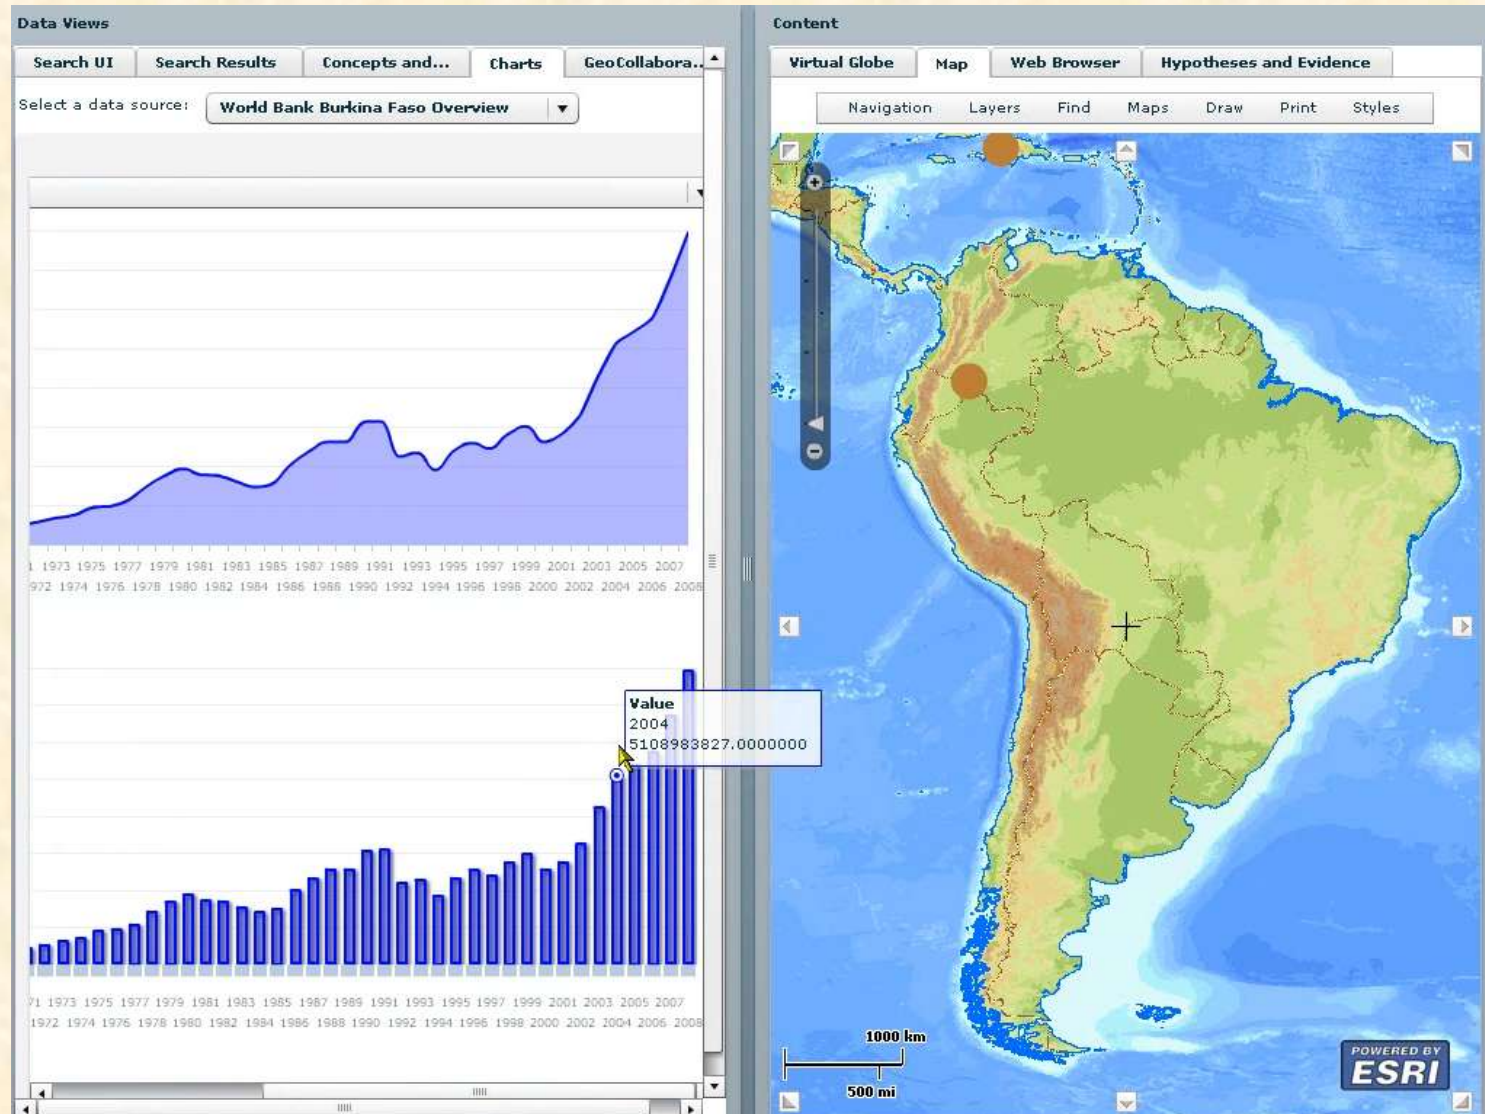 Data Views
Search UI
Search Results
Concepts and...
Charts
GeoCollabora..
Select a data source:
World Bank Burkina Faso Overview
1973 1975 1977 1979 1981 1983 1985 1987 1989 1991 1993 1995 1997 1999 2001 2003 2005 2007
972 1974 1976 1978 1980 1982 1984 1986 1988 1990 1992 1994 1996 1998 2000 2002 2004 2006 2008
Value
2004
5108983827.0000000
71 1973 1975 1977 1979 1981 1983 1985 1987 1989 1991 1993 1995 1997 1999 2001 2003 2005 2007
1972 1974 1976 1978 1980 1982 1984 1986 1988 1990 1992 1994 1996 1998 2000 2002 2004 2006 2008
Content
Virtual Globe
Map
Web Browser
Hypotheses and Evidence
Navigation Layers Find Maps Draw Print Styles
1000 km
500 mi
POWERED BY
ESRI